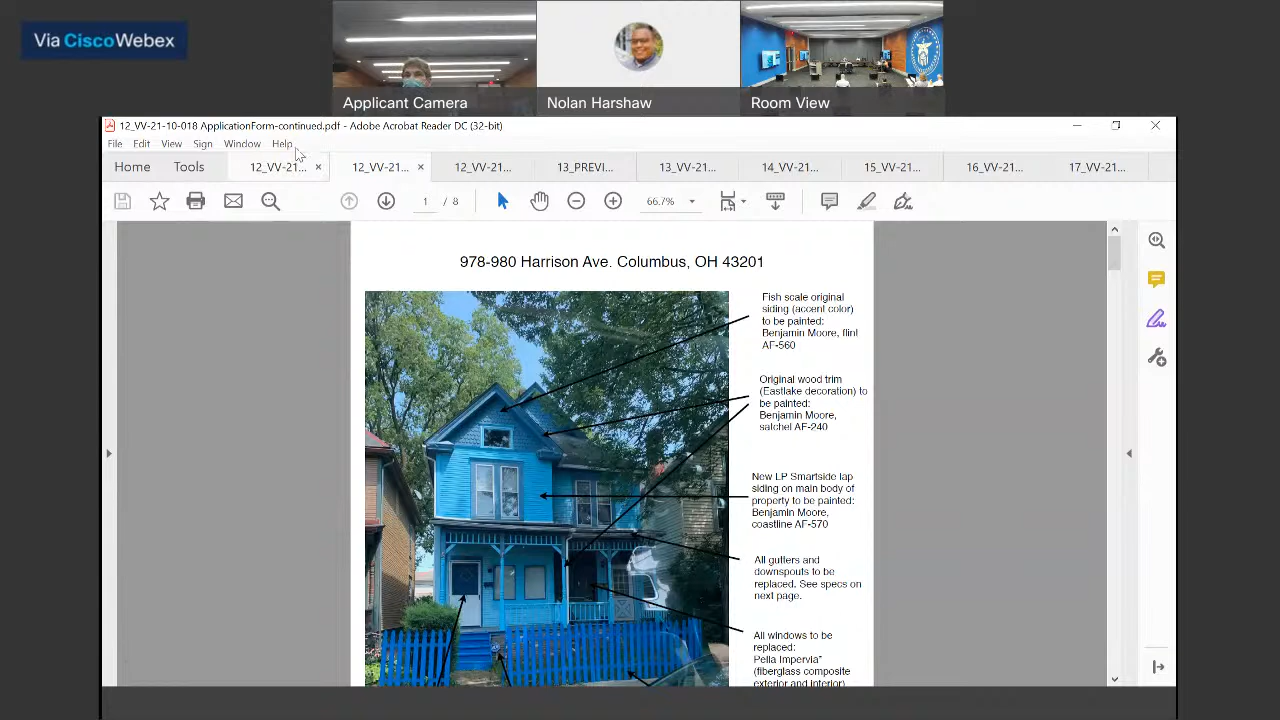 Via CiscoWebex
Applicant Camera
Nolan Harshaw
Room View
12_VV-21-10-018 ApplicationForm-continued.pdf - Adobe Acrobat Reader DC (32-bit)
File Edit View Sign Window Help
Home Tools 12_VV-21... × 12_VV-21... × 12_VV-21... 13_PREVI... 13_VV-21... 14_VV-21... 15_VV-21... 16_VV-21... 17_VV-21...
1 / 8 66.7%
978-980 Harrison Ave. Columbus, OH 43201
Fish scale original
siding (accent color)
to be painted:
Benjamin Moore, flint
AF-560
Original wood trim
(Eastlake decoration) to
be painted:
Benjamin Moore,
satchel AF-240
New LP Smartside lap
siding on main body of
property to be painted:
Benjamin Moore,
coastline AF-570
All gutters and
downspouts to be
replaced. See specs on
next page.
All windows to be
replaced:
Pella Impervia"
(fiberglass composite
exterior and interior)